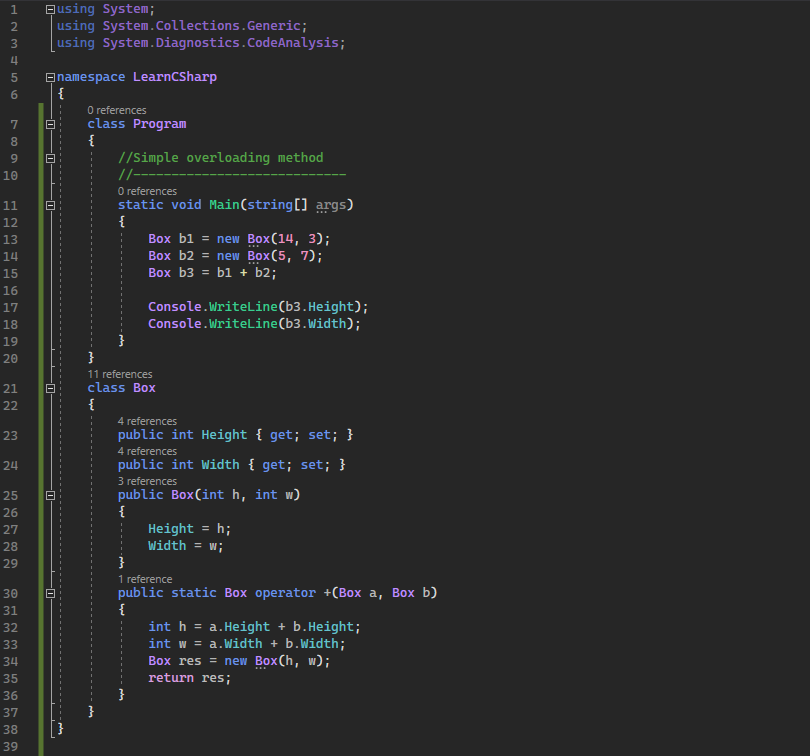 1 using System;
2 using System.Collections.Generic;
3 using System.Diagnostics.CodeAnalysis;
4
5 namespace LearnCSharp
6 {
0 references
7 class Program
8 {
9 //Simple overloading method
10 //----------------------------
0 references
11 static void Main(string[] args)
12 {
13 Box b1 = new Box(14, 3);
14 Box b2 = new Box(5, 7);
15 Box b3 = b1 + b2;
16
17 Console.WriteLine(b3.Height);
18 Console.WriteLine(b3.Width);
19 }
20 }
11 references
21 class Box
22 {
4 references
23 public int Height { get; set; }
4 references
24 public int Width { get; set; }
3 references
25 public Box(int h, int w)
26 {
27 Height = h;
28 Width = w;
29 }
1 reference
30 public static Box operator +(Box a, Box b)
31 {
32 int h = a.Height + b.Height;
33 int w = a.Width + b.Width;
34 Box res = new Box(h, w);
35 return res;
36 }
37 }
38 }
39